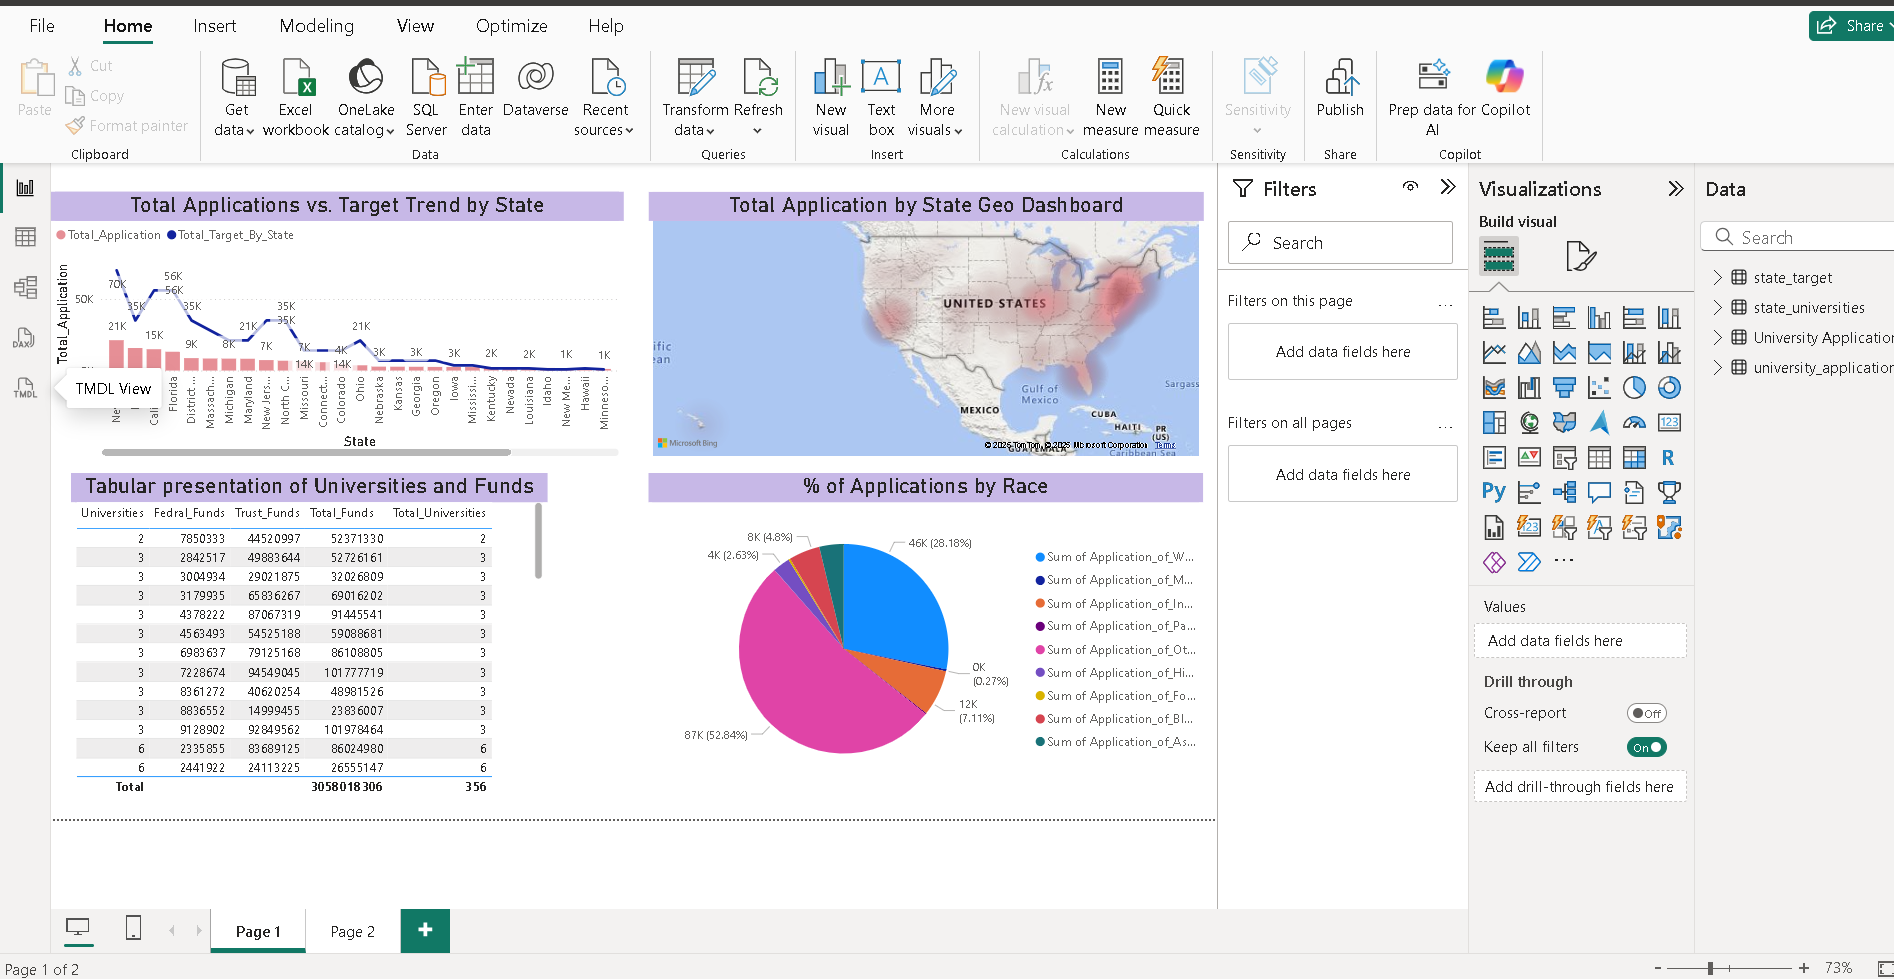 File Home Insert Modeling View Optimize Help
Share
Paste
Cut
Copy
Format painter
Clipboard
Get data
Excel workbook
OneLake catalog
SQL Server
Enter data
Dataverse
Recent sources
Data
Transform data
Refresh
Queries
New visual
Text box
More visuals
Insert
New visual calculation
New measure
Quick measure
Calculations
Sensitivity
Sensitivity
Publish
Share
Prep data for AI
Copilot
Copilot
DAX
TMDL
TMDL View
Total Applications vs. Target Trend by State
Total_Application Total_Target_By_State
Total_Application
50K
70K
35K
56K
56K
35K
35K
35K
21K
15K
9K
8K
21K
7K
7K
14K
4K
14K
21K
3K
3K
3K
2K
2K
1K
1K
Florida
District ...
Massach...
Michigan
Maryland
New Jers...
North C...
Missouri
Connect...
Colorado
Ohio
Nebraska
Kansas
Georgia
Oregon
Iowa
Mississi...
Kentucky
Nevada
Louisiana
Idaho
New Me...
Hawaii
Minneso...
State
Total Application by State Geo Dashboard
UNITED STATES
Gulf of
Mexico
MEXICO
CUBA
HAITI
PR
(US)
GUATEMALA
Caribbean Sea
Sargass
Microsoft Bing
© 2025 TomTom, © 2025 Microsoft Corporation Terms
Tabular presentation of Universities and Funds
Universities Fedral_Funds Trust_Funds Total_Funds Total_Universities
2 7850333 44520997 52371330 2
3 2842517 49883644 52726161 3
3 3004934 29021875 32026809 3
3 3179935 65836267 69016202 3
3 4378222 87067319 91445541 3
3 4563493 54525188 59088681 3
3 6983637 79125168 86108805 3
3 7228674 94549045 101777719 3
3 8361272 40620254 48981526 3
3 8836552 14999455 23836007 3
3 9128902 92849562 101978464 3
6 2335855 83689125 86024980 6
6 2441922 24113225 26555147 6
Total 3058018306 356
% of Applications by Race
8K (4.8%)
4K (2.63%)
46K (28.18%)
0K
(0.27%)
12K
(7.11%)
87K (52.84%)
Sum of Application_of_W...
Sum of Application_of_M...
Sum of Application_of_In...
Sum of Application_of_Pa...
Sum of Application_of_Ot...
Sum of Application_of_Hi...
Sum of Application_of_Fo...
Sum of Application_of_Bl...
Sum of Application_of_As...
Filters
Search
Filters on this page ...
Add data fields here
Filters on all pages ...
Add data fields here
Visualizations
Build visual
123
R
Py
123
Values
Add data fields here
Drill through
Cross-report Off
Keep all filters On
Add drill-through fields here
Data
Search
state_target
state_universities
University Application
university_application
Page 1 Page 2 +
Page 1 of 2
- + 73%